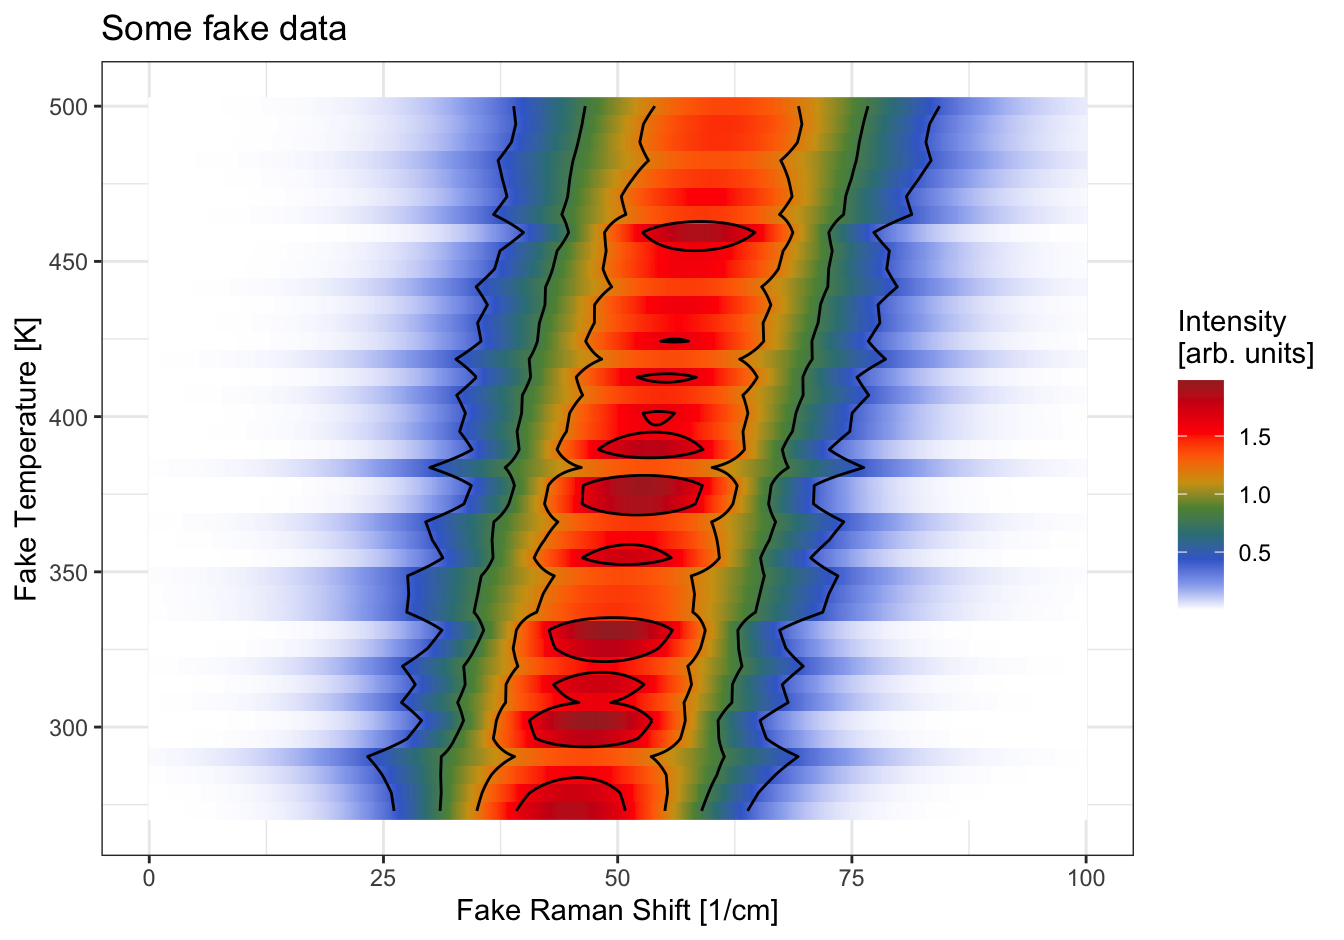 Some fake data
500
450
400
350
300
Fake Temperature [K]
0
25
50
75
100
Fake Raman Shift [1/cm]
Intensity
[arb. units]
1.5
1.0
0.5